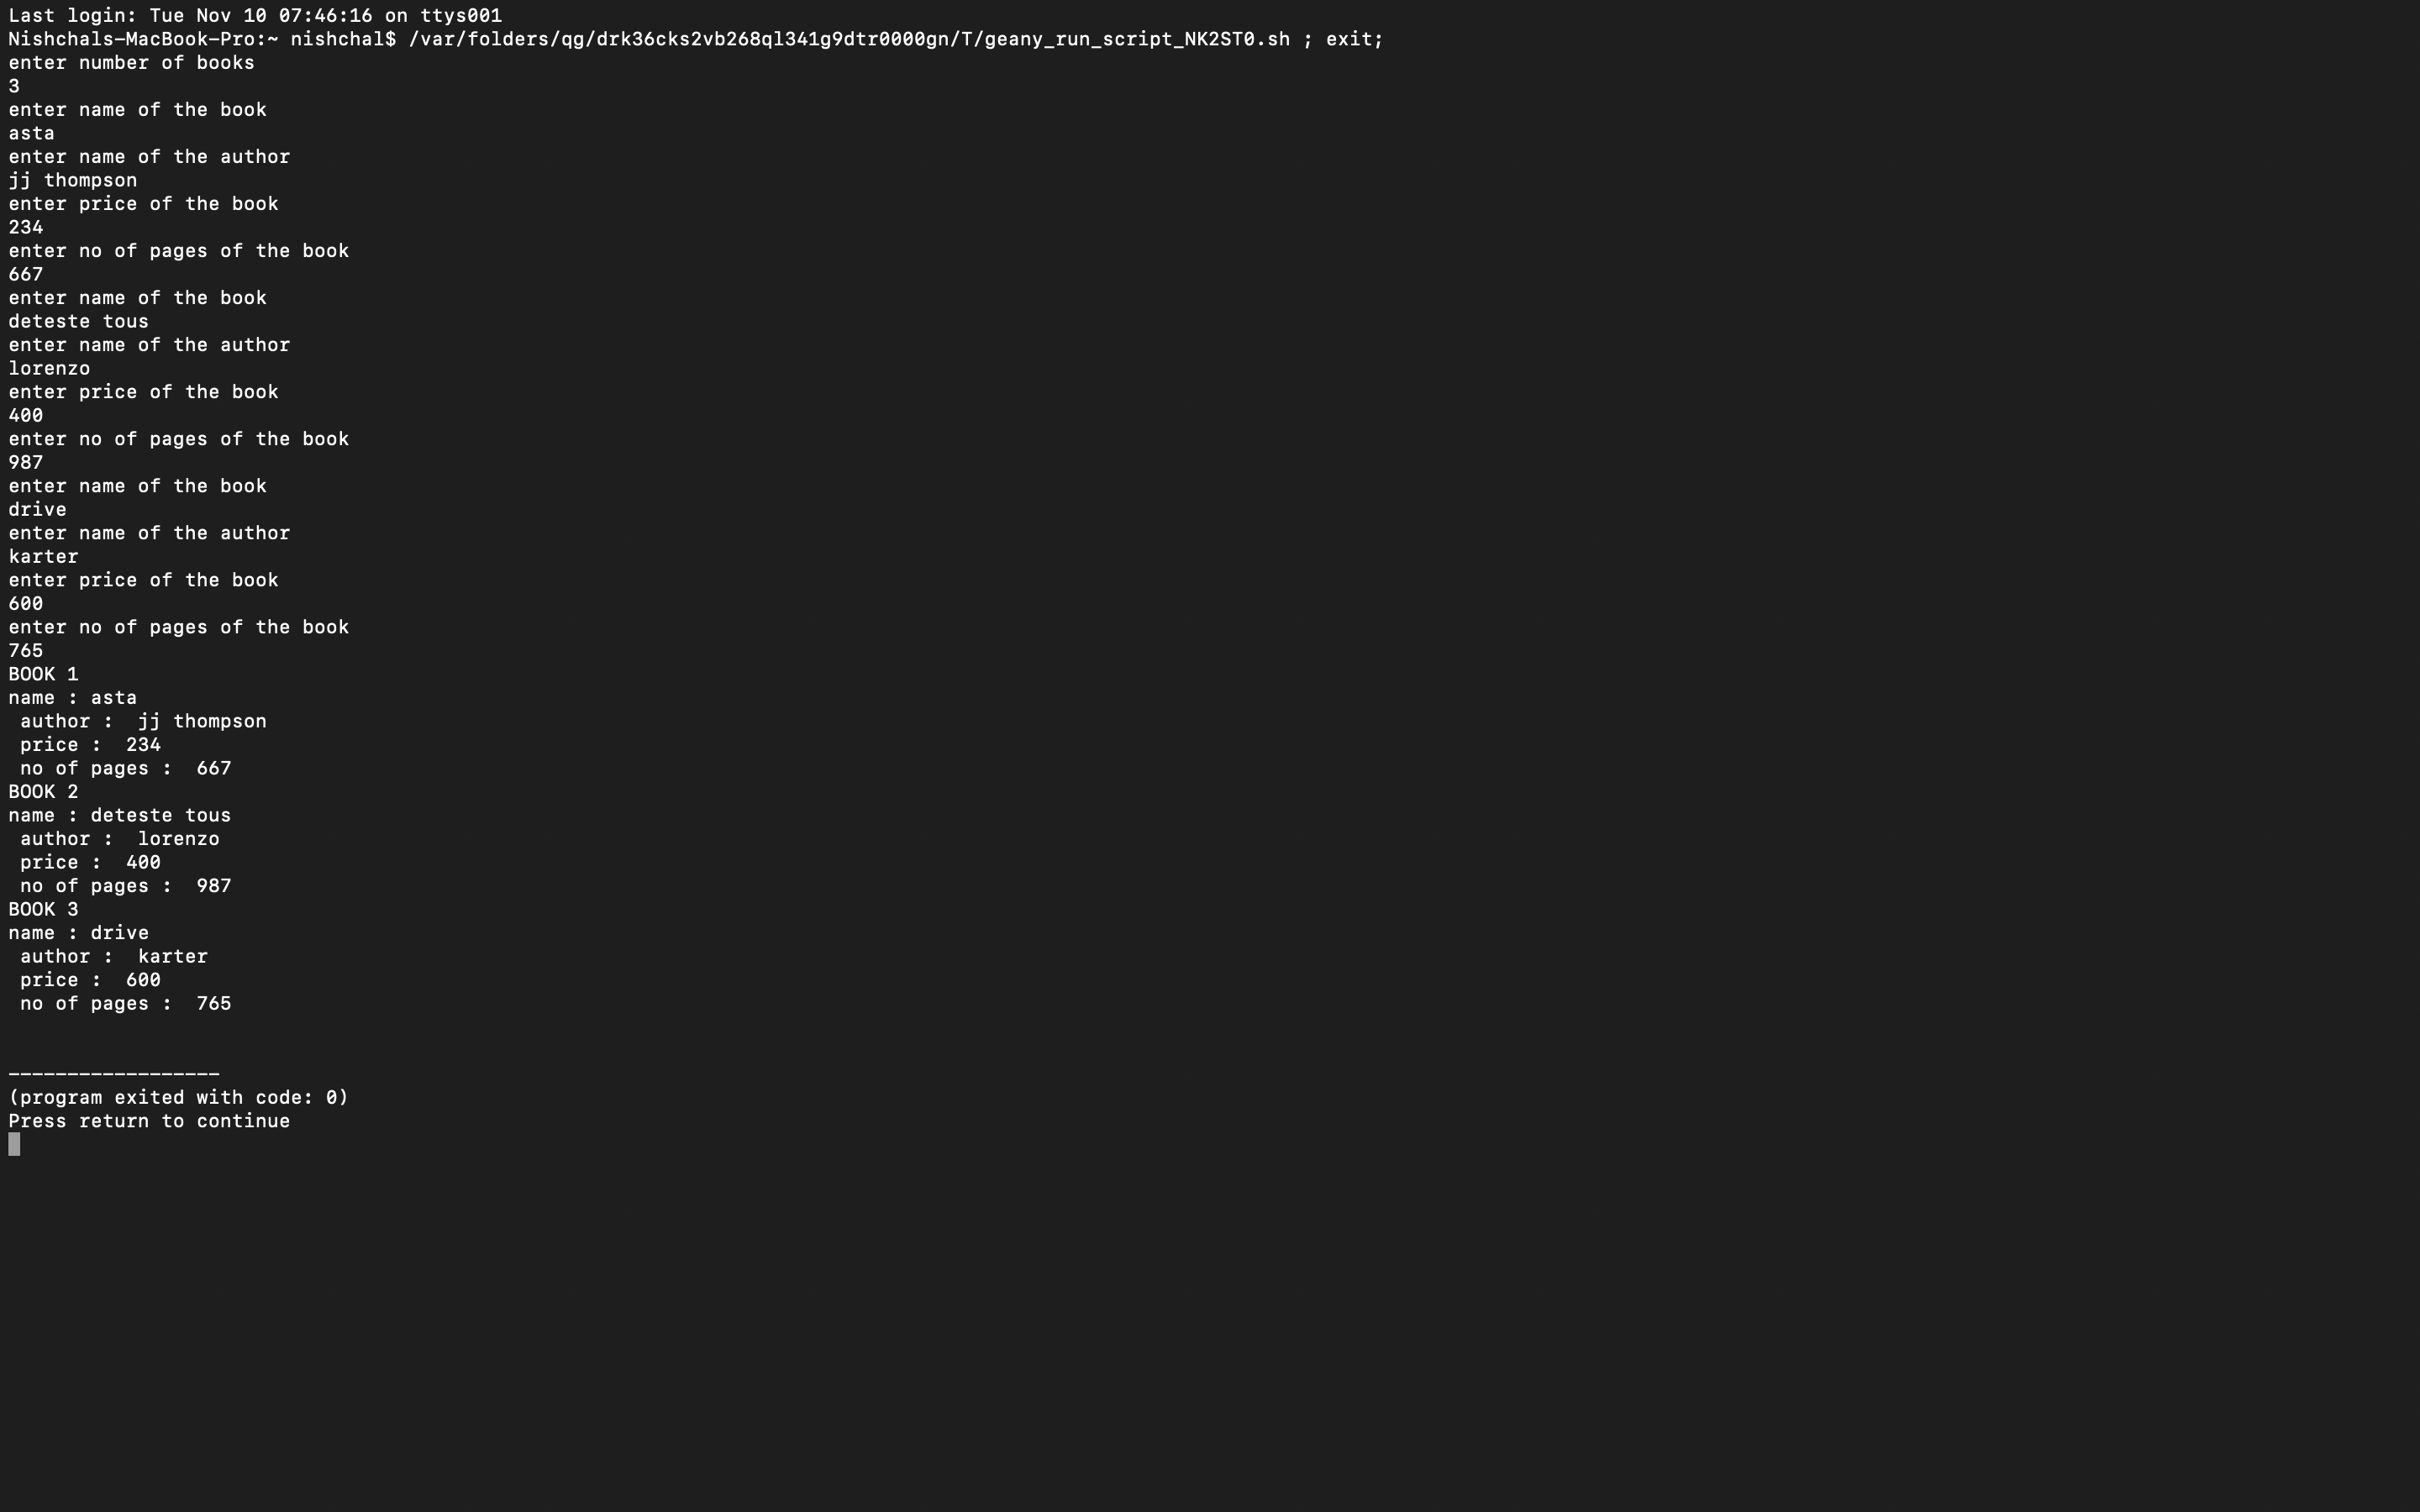 Last login: Tue Nov 10 07:46:16 on ttys001
Nishchals-MacBook-Pro:~ nishchal$ /var/folders/qg/drk36cks2vb268ql341g9dtr0000gn/T/geany_run_script_NK2ST0.sh ; exit;
enter number of books
3
enter name of the book
asta
enter name of the author
jj thompson
enter price of the book
234
enter no of pages of the book
667
enter name of the book
deteste tous
enter name of the author
lorenzo
enter price of the book
400
enter no of pages of the book
987
enter name of the book
drive
enter name of the author
karter
enter price of the book
600
enter no of pages of the book
765
BOOK 1
name : asta
 author :  jj thompson
 price :  234
 no of pages :  667
BOOK 2
name : deteste tous
 author :  lorenzo
 price :  400
 no of pages :  987
BOOK 3
name : drive
 author :  karter
 price :  600
 no of pages :  765
------------------
(program exited with code: 0)
Press return to continue